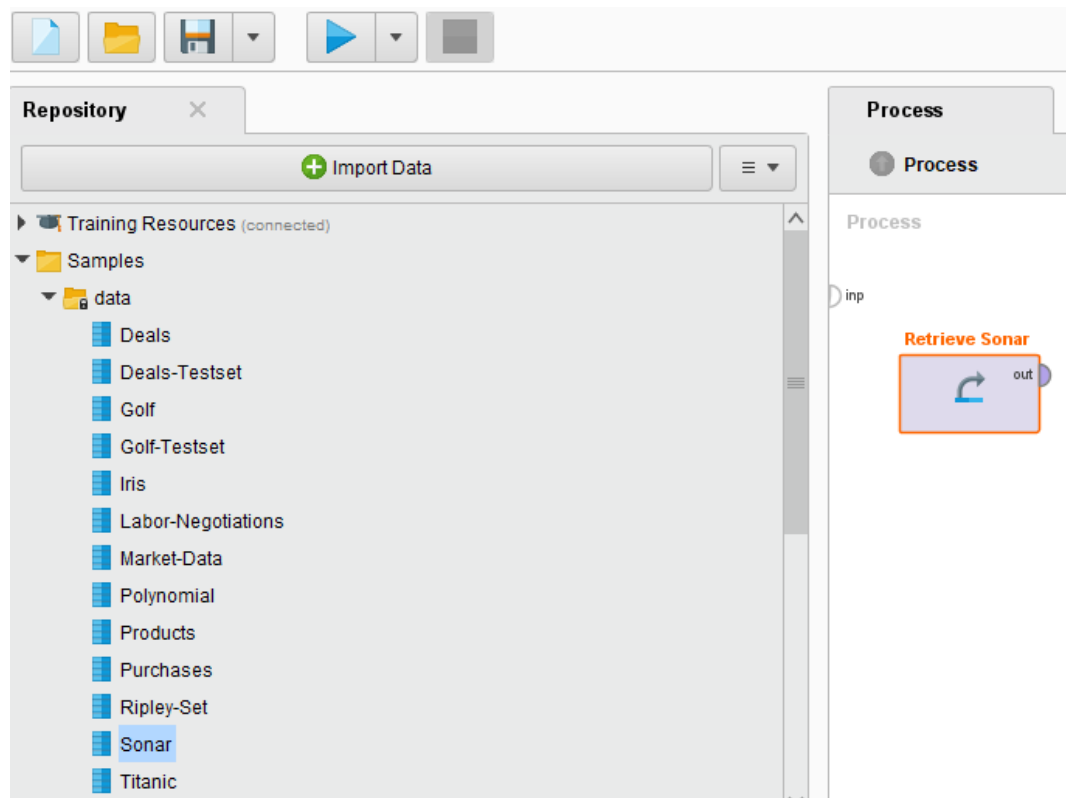 Repository
Import Data
Training Resources (connected)
Samples
data
Deals
Deals-Testset
Golf
Golf-Testset
Iris
Labor-Negotiations
Market-Data
Polynomial
Products
Purchases
Ripley-Set
Sonar
Titanic
Process
Process
Process
inp
Retrieve Sonar
out